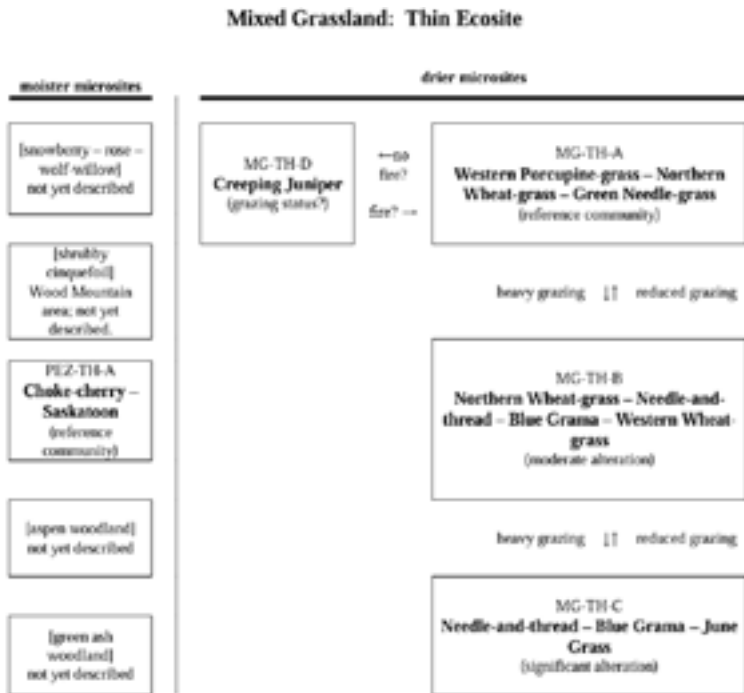 Mixed Grassland: Thin Ecosite
moister microsites
drier microsites
[snowberry – rose –
wolf-willow]
not yet described
[shrubby
cinquefoil]
Wood Mountain
area; not yet
described.
PEZ-TH-A
Choke-cherry –
Saskatoon
(reference
community)
[aspen woodland]
not yet described
[green ash
woodland]
not yet described
MG-TH-D
Creeping Juniper
(grazing status?)
←no
fire?
fire? →
MG-TH-A
Western Porcupine-grass – Northern
Wheat-grass – Green Needle-grass
(reference community)
heavy grazing ↓↑ reduced grazing
MG-TH-B
Northern Wheat-grass – Needle-and-
thread – Blue Grama – Western Wheat-
grass
(moderate alteration)
heavy grazing ↓↑ reduced grazing
MG-TH-C
Needle-and-thread – Blue Grama – June
Grass
(significant alteration)